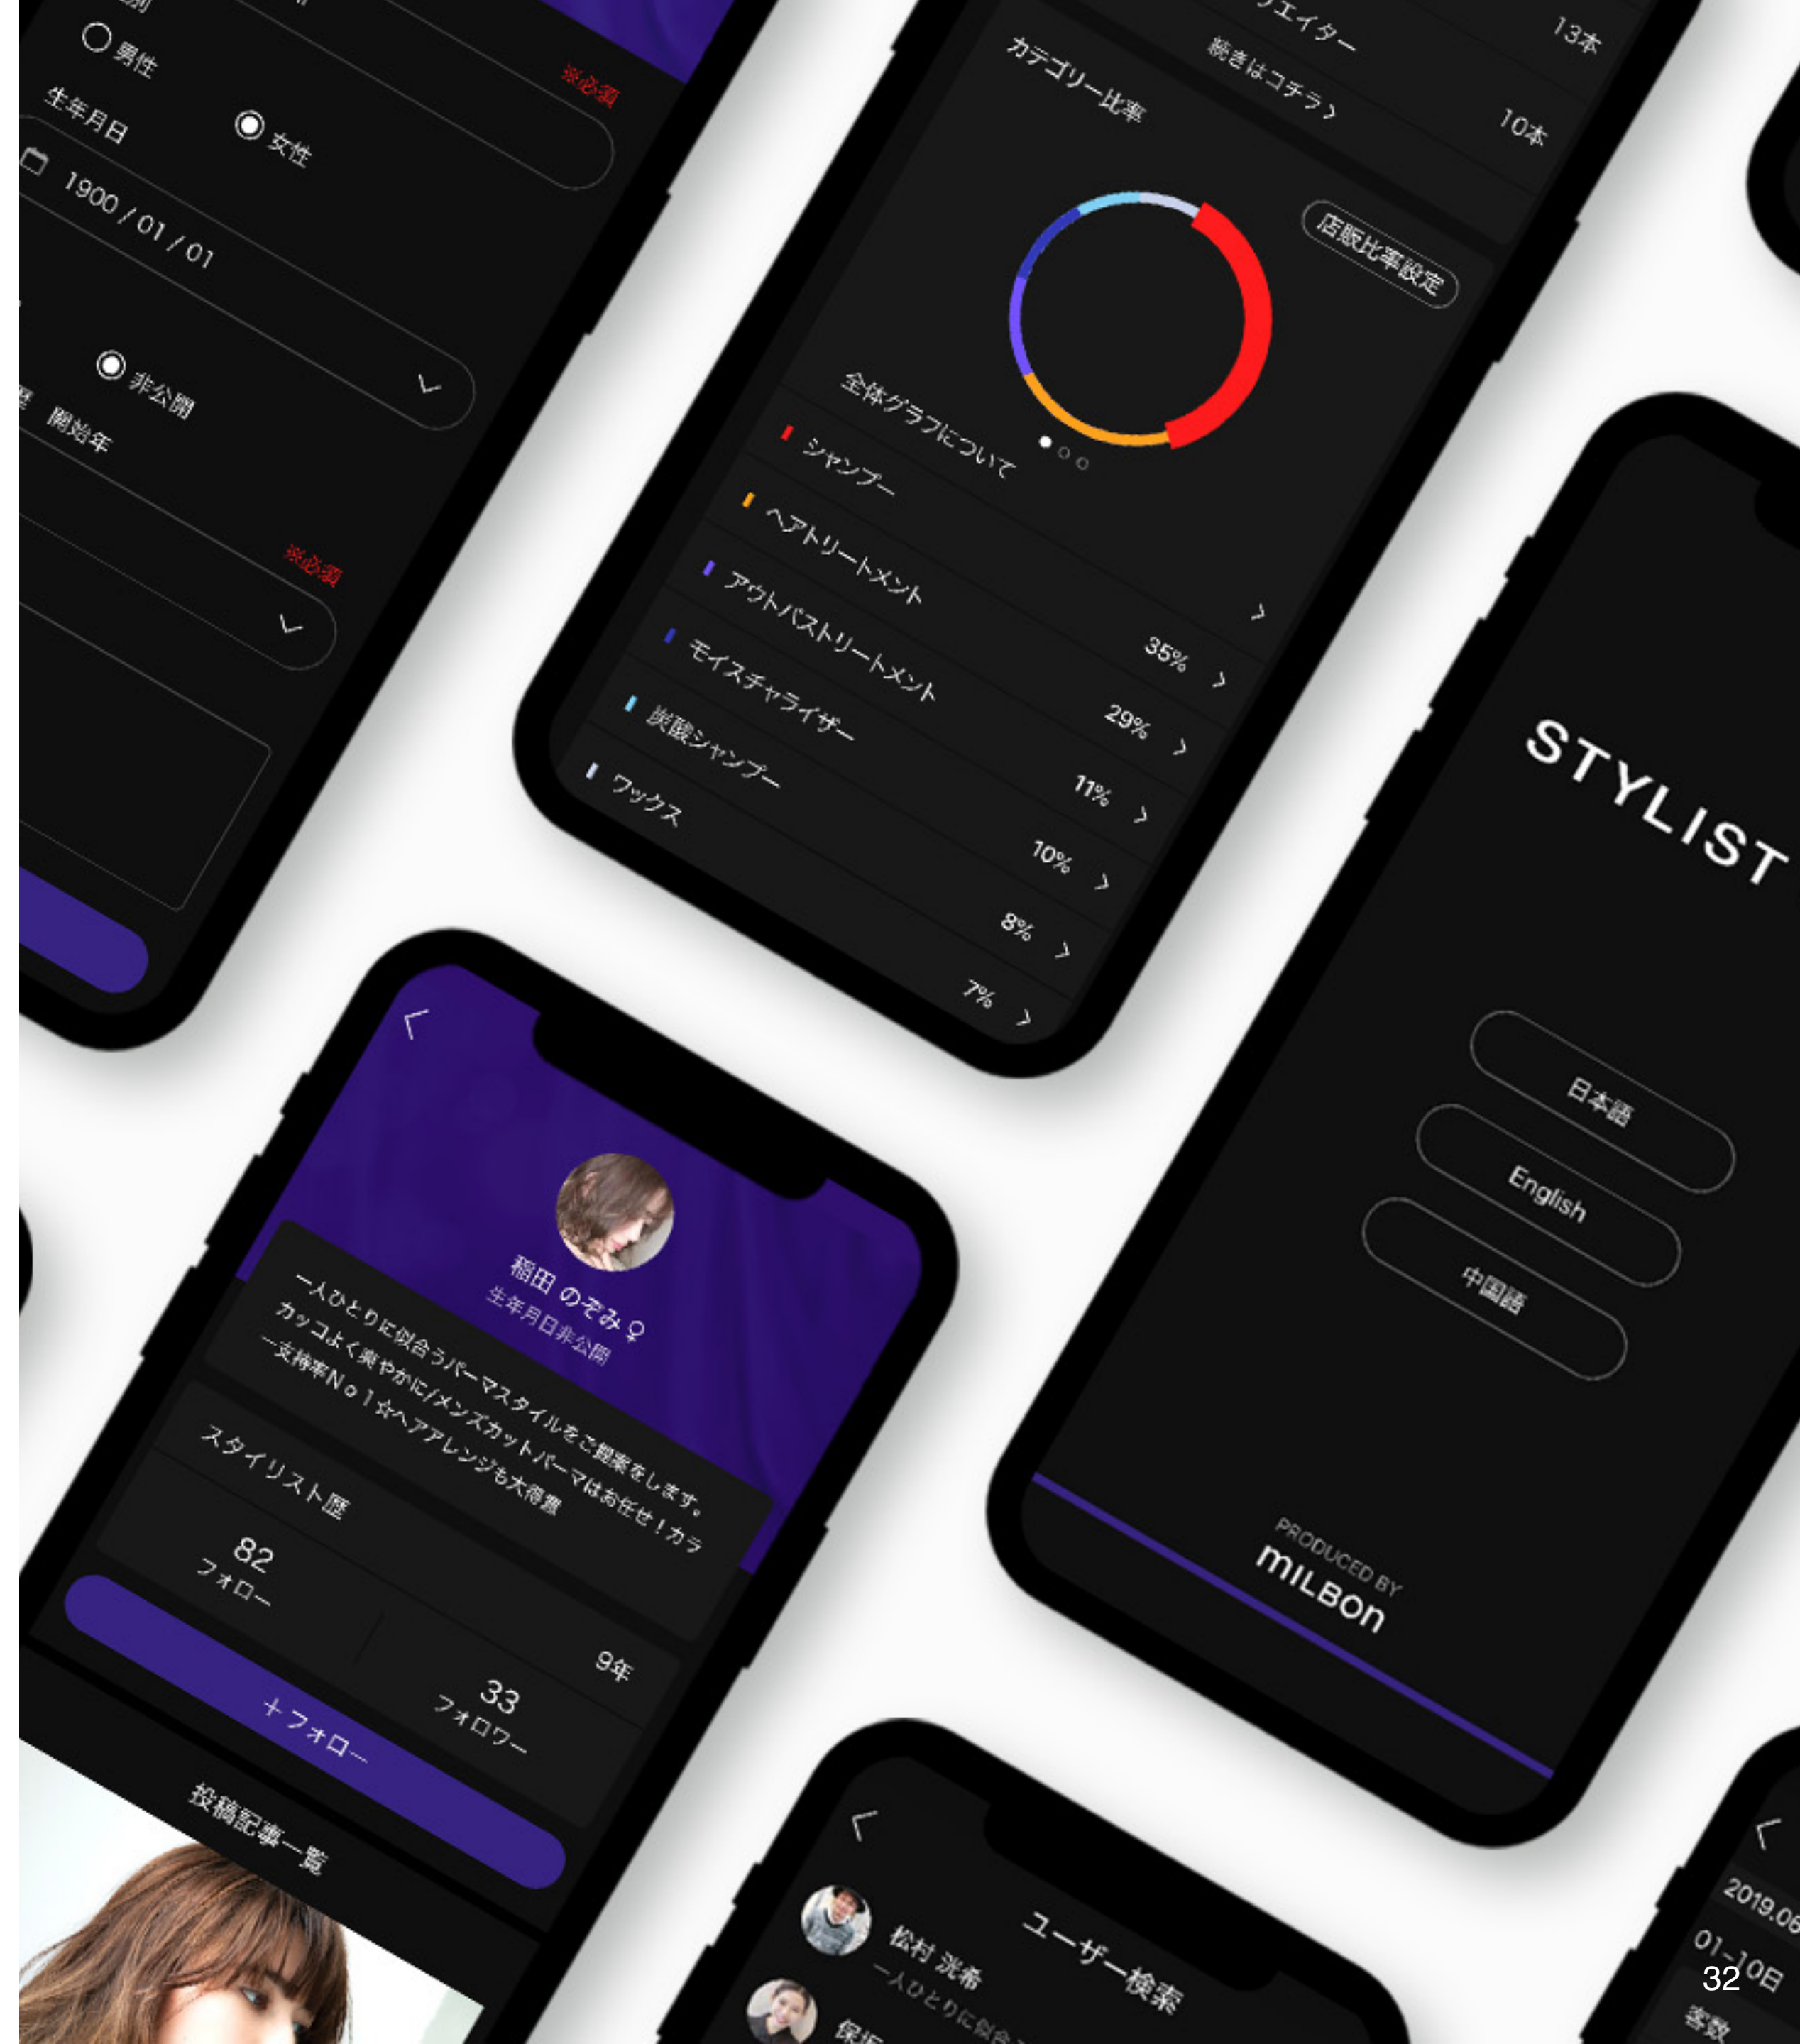 男性
女性
※必須
生年月日
1900 / 01 / 01
非公開
開始年
※必須
エイター
13本
続きはコチラ
10本
カテゴリー比率
店販比率設定
全体グラフについて
シャンプー
35%
ヘアトリートメント
29%
アウトバストリートメント
11%
モイスチャライザー
10%
炭酸シャンプー
8%
ワックス
7%
STYLIST
日本語
English
中国語
PRODUCED BY
MILBON
稲田 のぞみ♀
生年月日非公開
一人ひとりに似合うパーマスタイルをご提案をします。
カッコよく爽やかに/メンズカットパーマはお任せ！カラ
ー支持率Ｎｏ１☆ヘアアレンジも大得意
スタイリスト歴
9年
82
フォロー
33
フォロワー
＋フォロー
投稿記事一覧
ユーザー検索
松村 洸希
一人ひとりに似合
保坂
2019.06
01-10日
客数
32